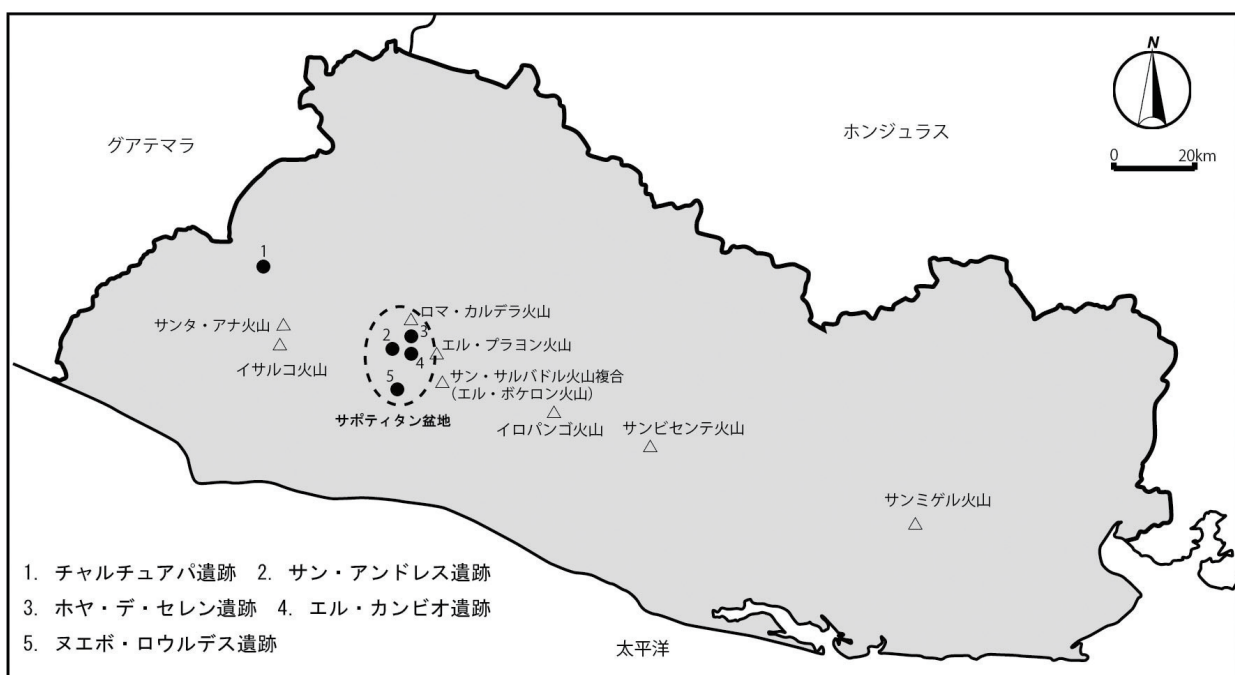 N
0 20km
グアテマラ
ホンジュラス
1
サンタ・アナ火山
イサルコ火山
ロマ・カルデラ火山
2
3
4
エル・プラヨン火山
5
サン・サルバドル火山複合
(エル・ボケロン火山)
サポティタン盆地
イロパンゴ火山
サンビセンテ火山
サンミゲル火山
1. チャルチュアパ遺跡 2. サン・アンドレス遺跡
3. ホヤ・デ・セレン遺跡 4. エル・カンビオ遺跡
5. ヌエボ・ロウルデス遺跡
太平洋